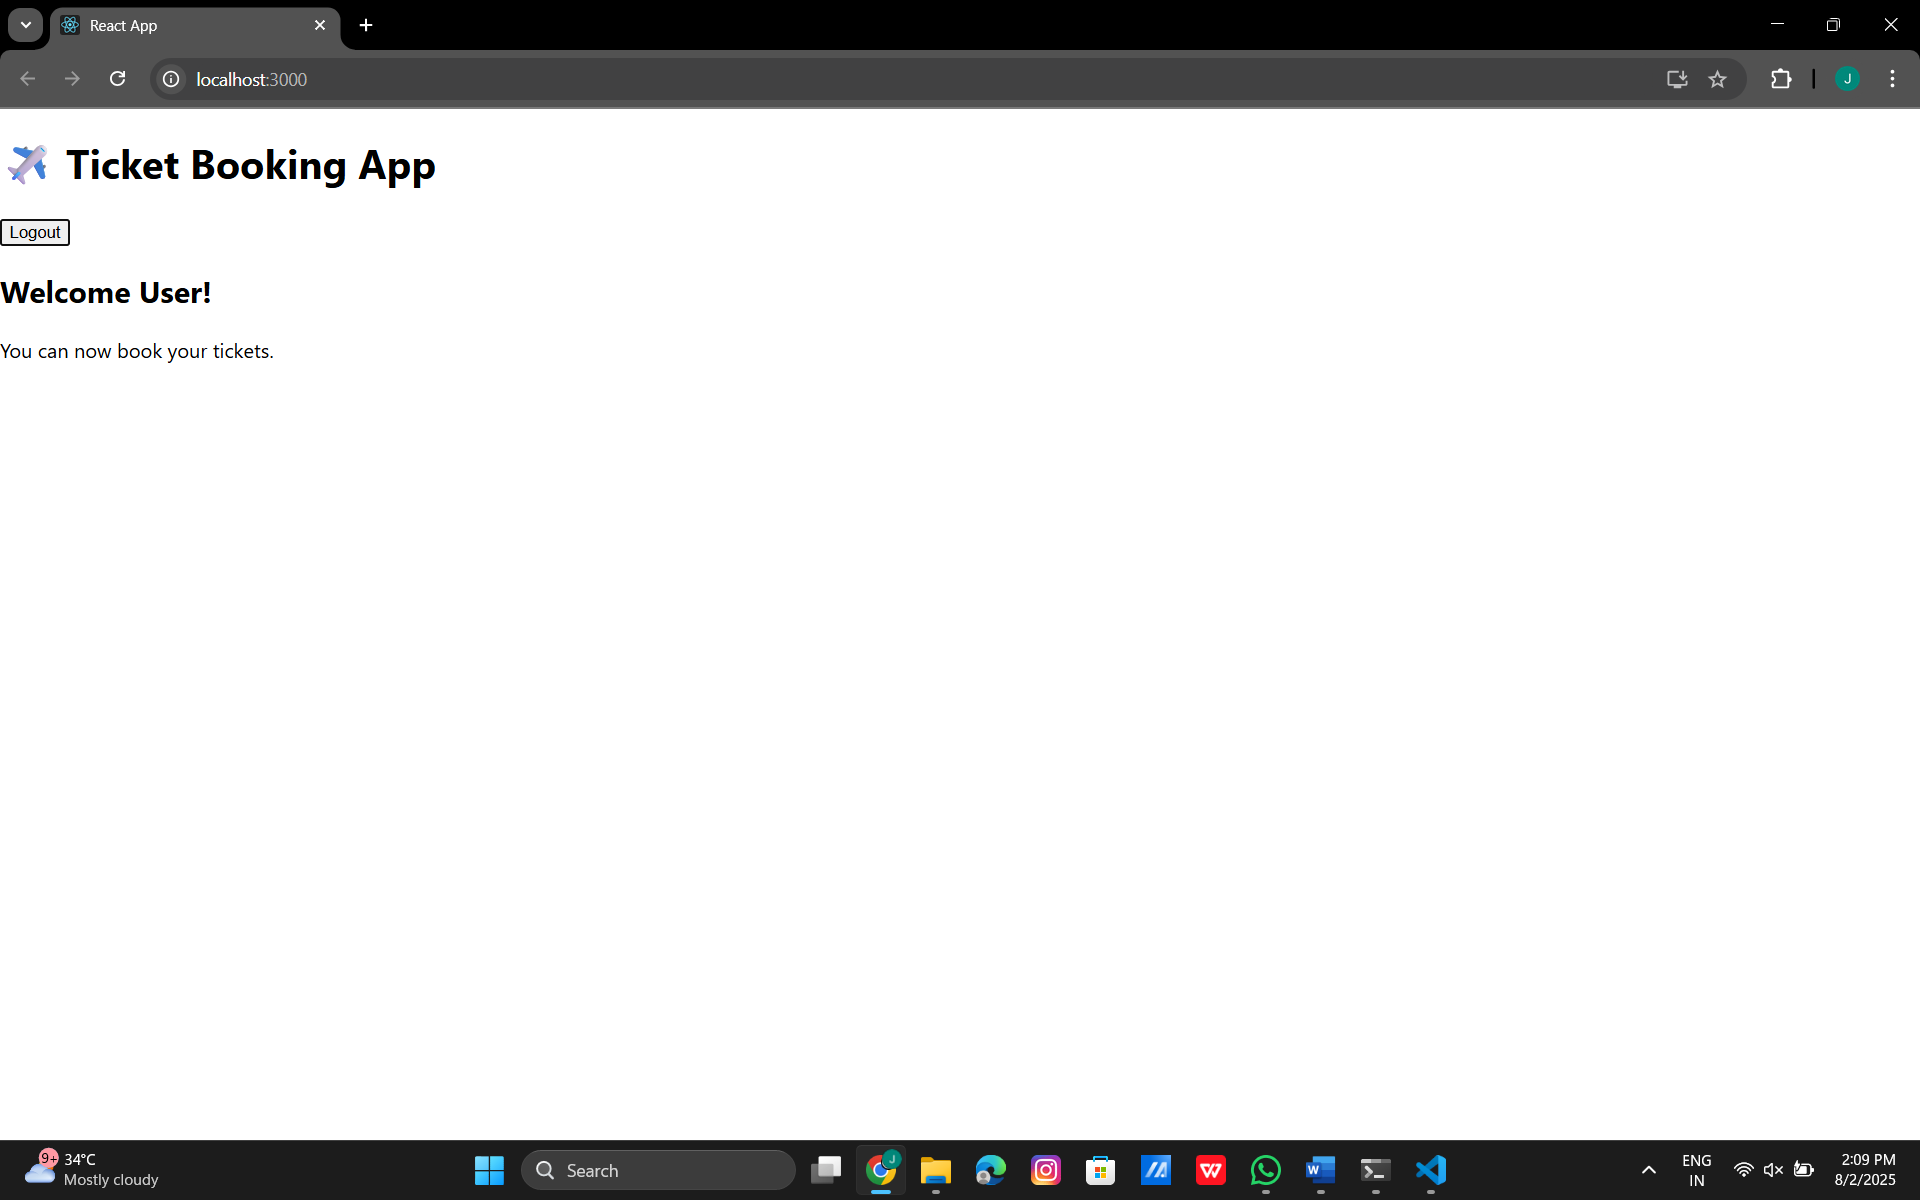 React App
localhost:3000
Ticket Booking App
Logout
Welcome User!
You can now book your tickets.
9+
34°C
Mostly cloudy
Search
ENG
IN
2:09 PM
8/2/2025
J
J
W
W